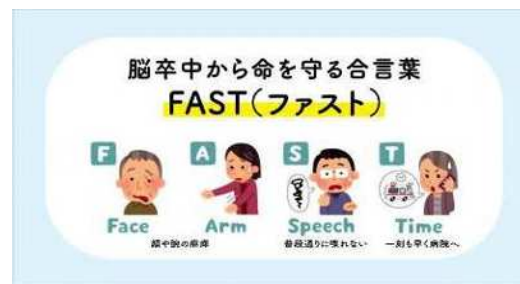 脳卒中から命を守る合言葉
FAST(ファスト)
F A S T
Face Arm Speech Time
顔や腕の麻痺 普段通りに喋れない 一刻も早く病院へ